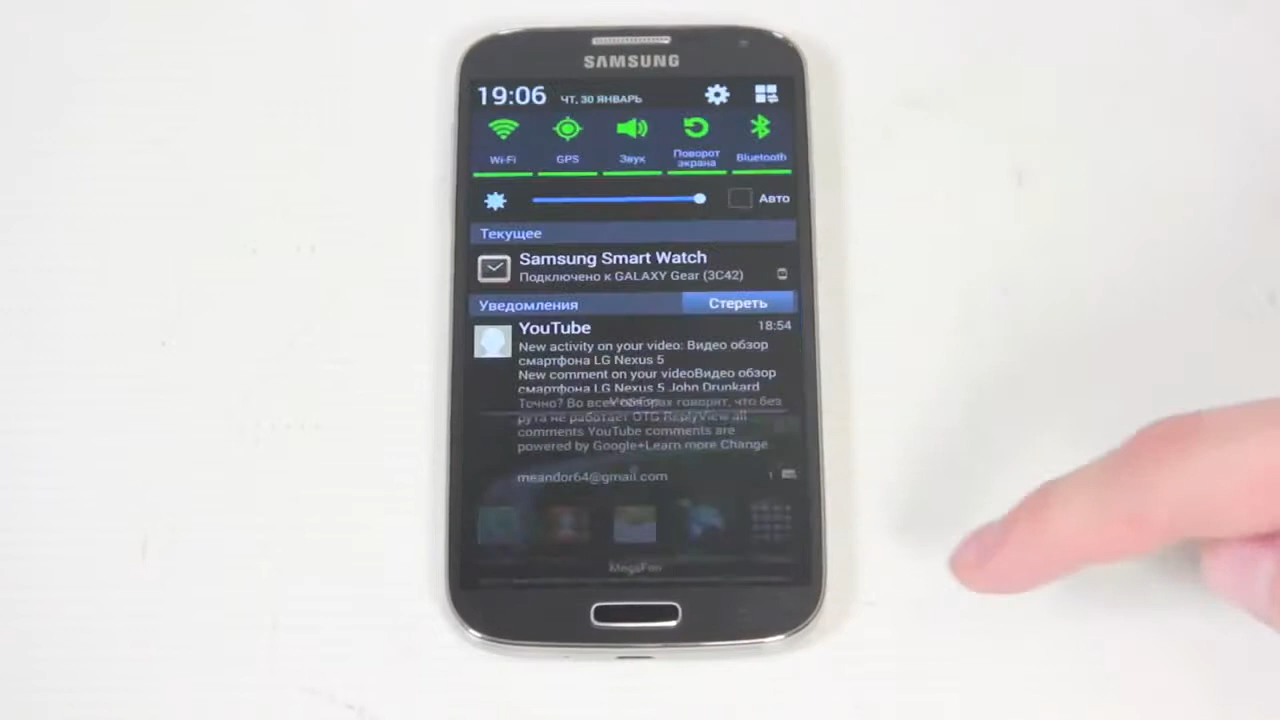 SAMSUNG
19:06 ЧТ, 30 ЯНВАРЬ
Wi-Fi GPS Звук Поворот экрана Bluetooth
Авто
Текущее
Samsung Smart Watch
Подключено к GALAXY Gear (3C42)
Уведомления Стереть
YouTube 18:54
New activity on your video: Видео обзор
смартфона LG Nexus 5
New comment on your videoВидео обзор
смартфона LG Nexus 5 John Drunkard
Точно? Во всех обзорах говорят, что без
MegaFon
рута не работает OTG ReplyView all
comments YouTube comments are
powered by Google+Learn more Change
meandor64@gmail.com 1
MegaFon